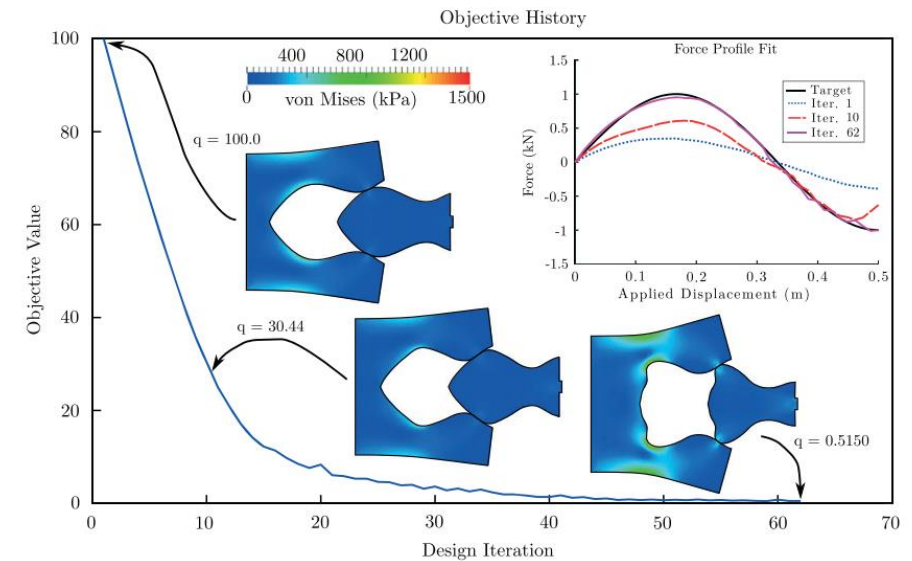 Objective History
100
80
60
40
20
0
Objective Value
0 10 20 30 40 50 60 70
Design Iteration
400 800 1200
0 von Mises (kPa) 1500
q = 100.0
q = 30.44
q = 0.5150
Force Profile Fit
1.5
1
0.5
0
-0.5
-1
-1.5
Force (kN)
Target
Iter. 1
Iter. 10
Iter. 62
0 0.1 0.2 0.3 0.4 0.5
Applied Displacement (m)